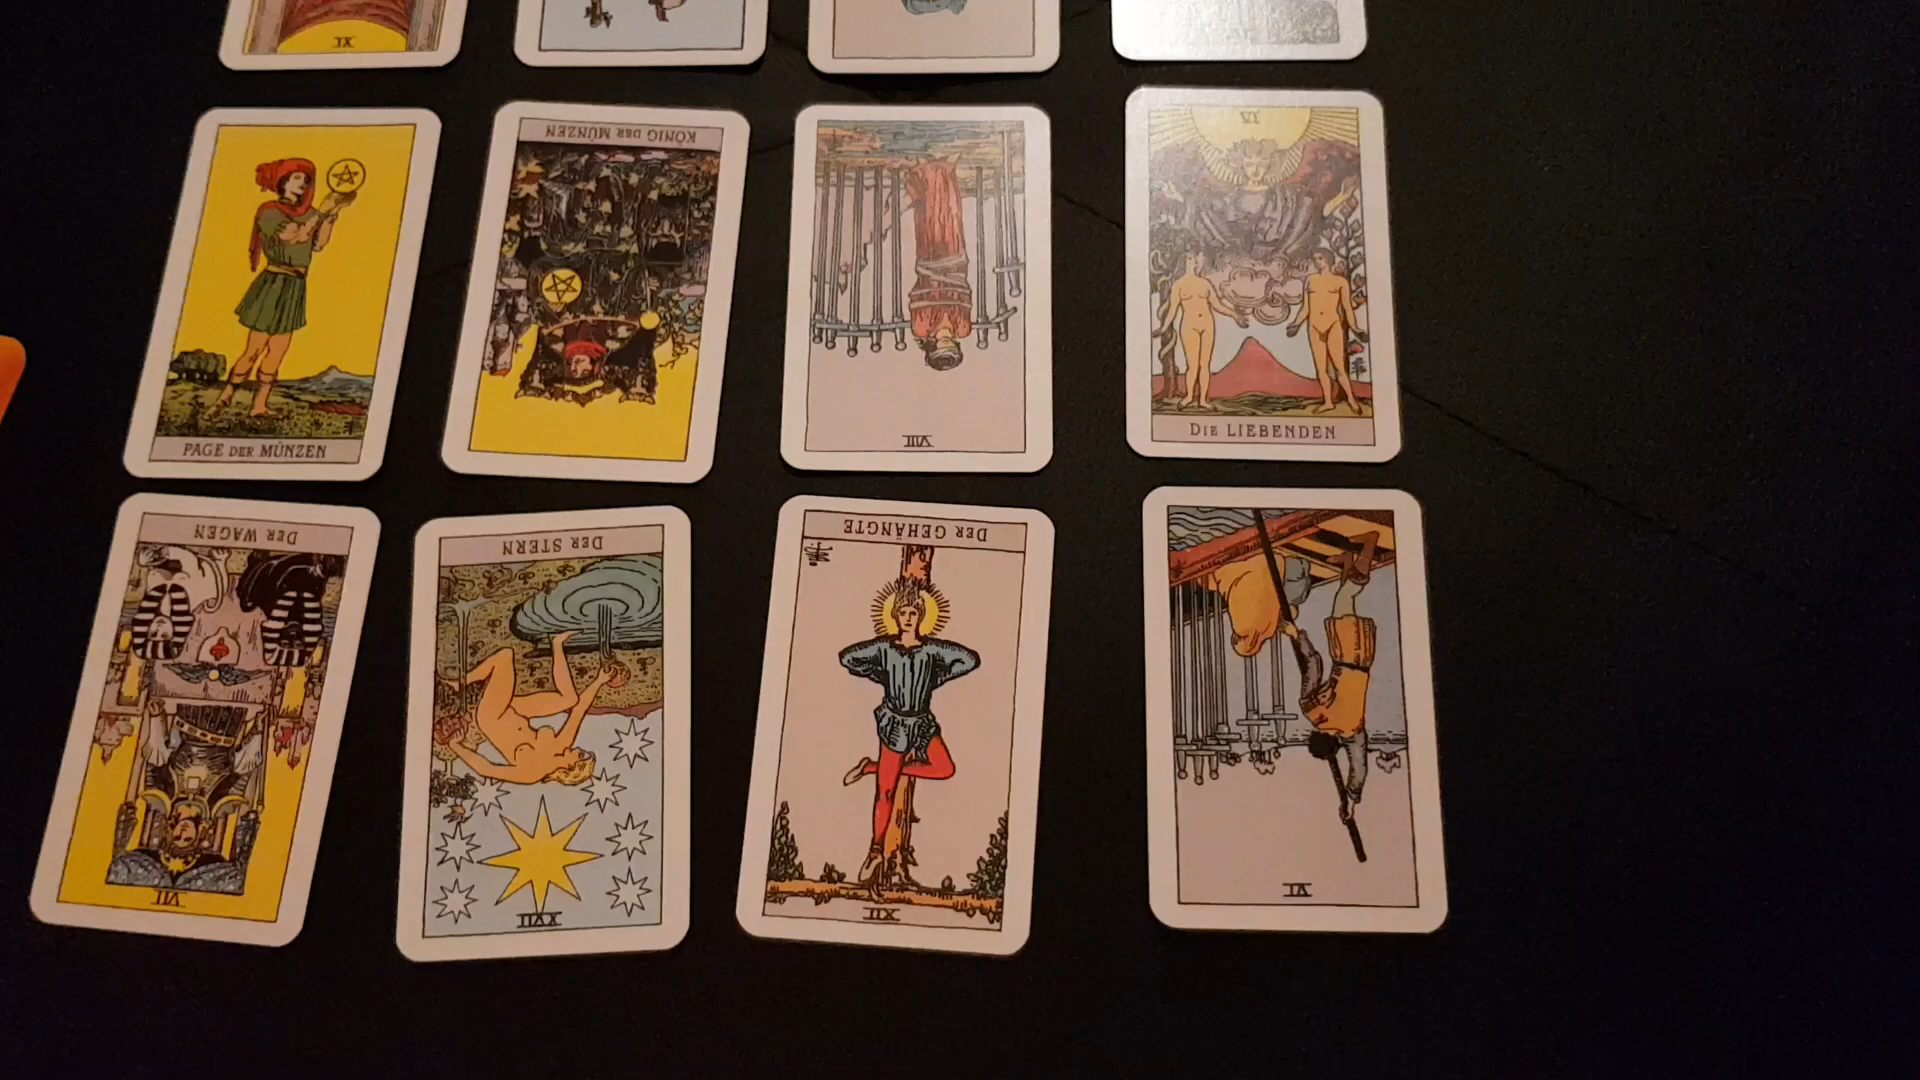 PAGE DER MÜNZEN
KÖNIG DER MÜNZEN
VIII
VI
DIE LIEBENDEN
DER WAGEN
VII
DER STERN
XVII
DER GEHÄNGTE
XII
VI